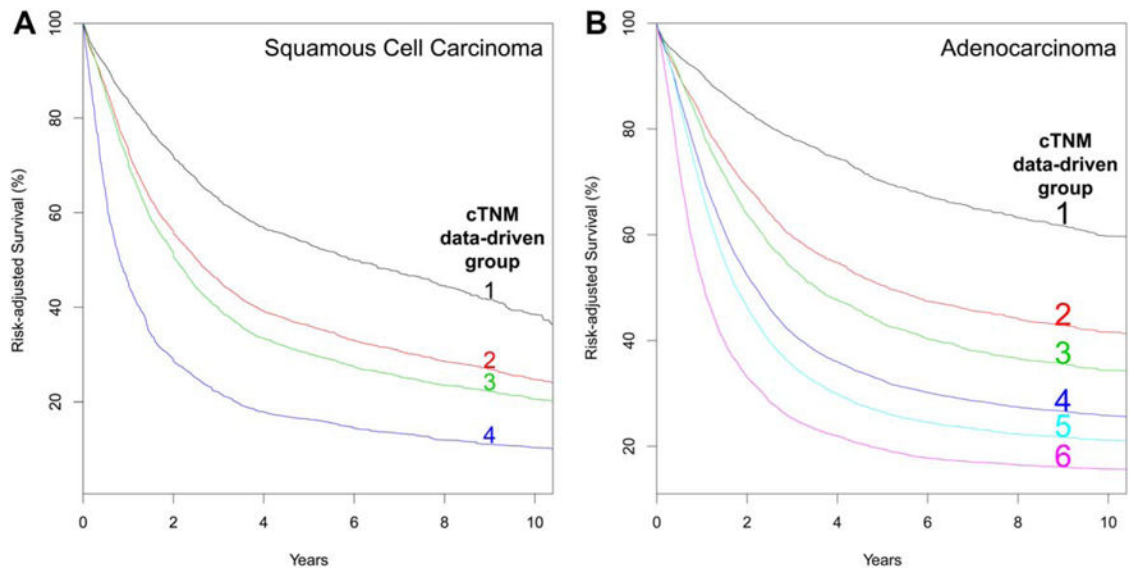 A
Squamous Cell Carcinoma
Risk-adjusted Survival (%)
100
80
60
40
20
cTNM
data-driven
group
1
2
3
4
0 2 4 6 8 10
Years
B
Adenocarcinoma
Risk-adjusted Survival (%)
100
80
60
40
20
cTNM
data-driven
group
1
2
3
4
5
6
0 2 4 6 8 10
Years